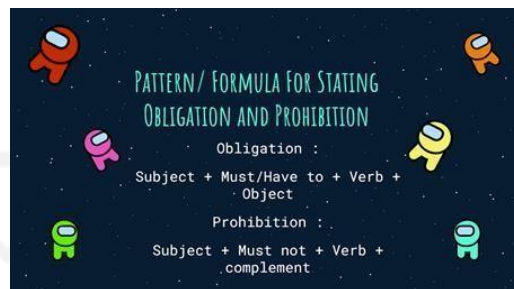 PATTERN/ FORMULA FOR STATING
OBLIGATION AND PROHIBITION
Obligation :
Subject + Must/Have to + Verb +
Object
Prohibition :
Subject + Must not + Verb +
complement